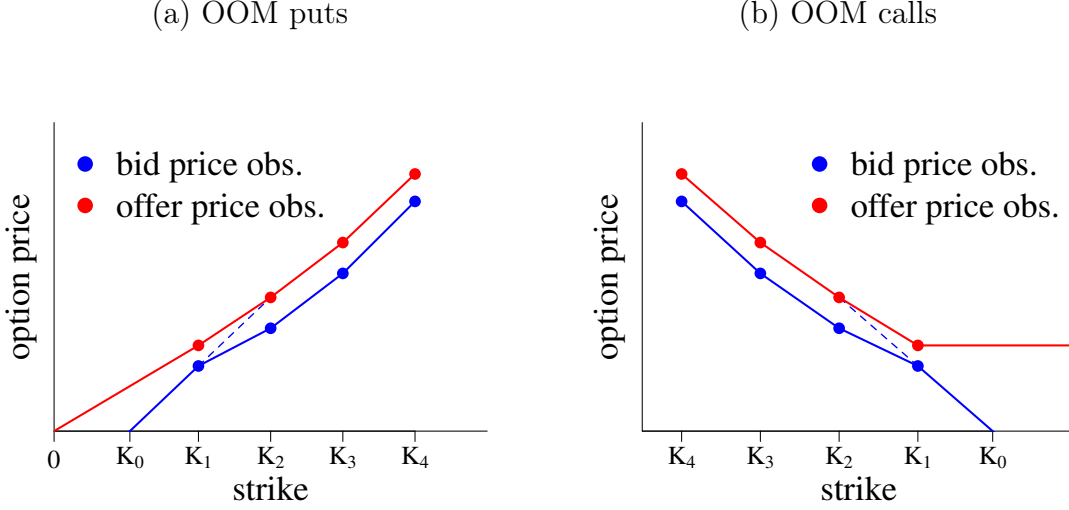 (a) OOM puts
bid price obs.
offer price obs.
option price
0 K₀ K₁ K₂ K₃ K₄
strike
(b) OOM calls
bid price obs.
offer price obs.
option price
K₄ K₃ K₂ K₁ K₀
strike